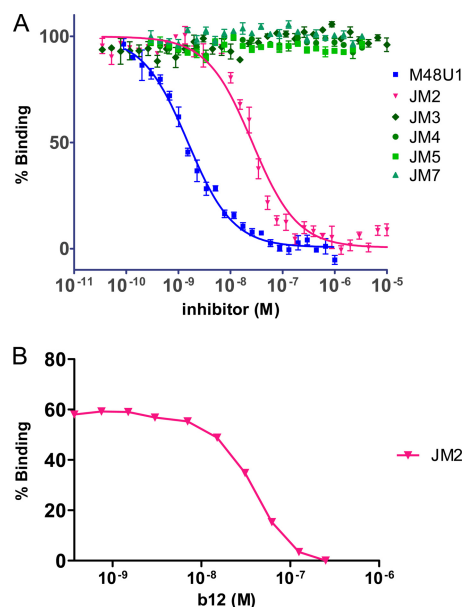 A
% Binding
100
50
0
10-11
10-10
10-9
10-8
10-7
10-6
10-5
inhibitor (M)
M48U1
JM2
JM3
JM4
JM5
JM7
B
% Binding
80
60
40
20
0
10-9
10-8
10-7
10-6
b12 (M)
JM2